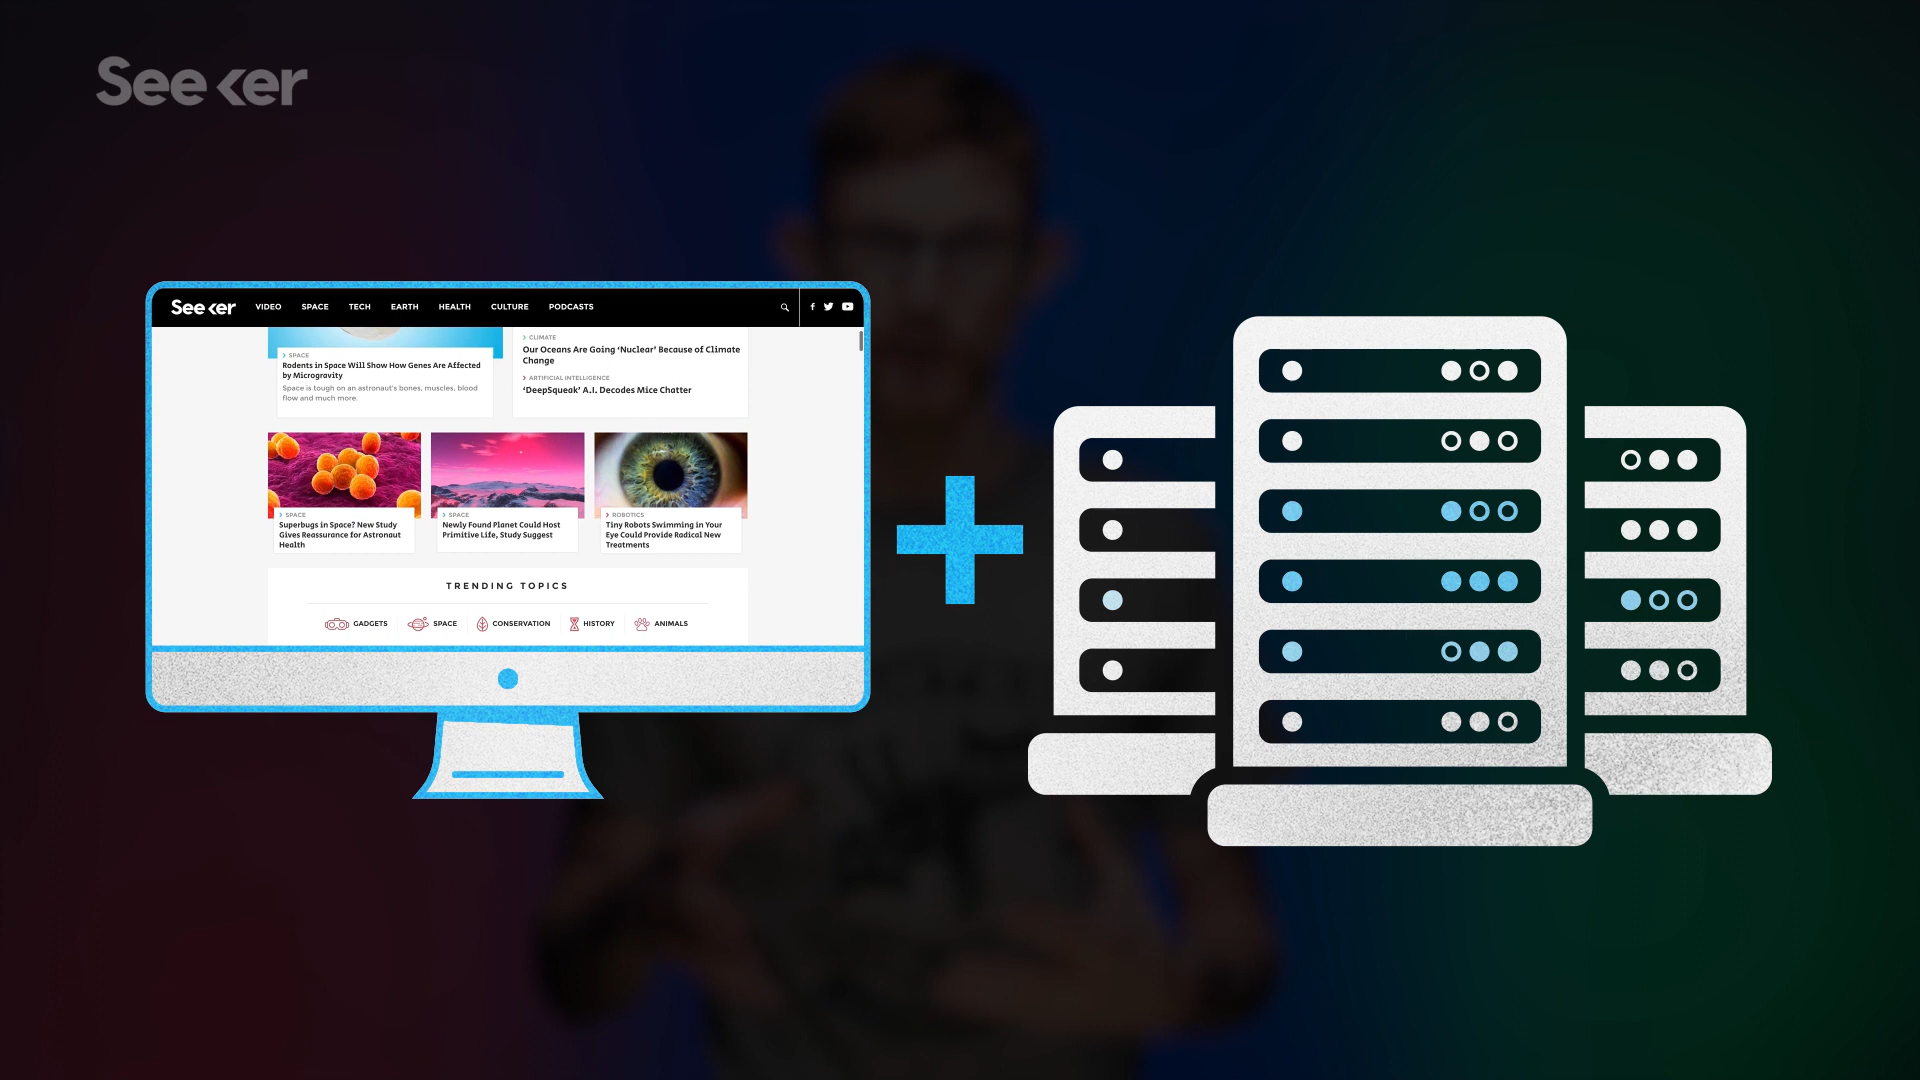 Seeker
Seeker VIDEO SPACE TECH EARTH HEALTH CULTURE PODCASTS
SPACE
Rodents in Space Will Show How Genes Are Affected
by Microgravity
Space is tough on an astronaut's bones, muscles, blood
flow and much more.
CLIMATE
Our Oceans Are Going ‘Nuclear’ Because of Climate
Change
ARTIFICIAL INTELLIGENCE
‘DeepSqueak’ A.I. Decodes Mice Chatter
SPACE
Superbugs in Space? New Study
Gives Reassurance for Astronaut
Health
SPACE
Newly Found Planet Could Host
Primitive Life, Study Suggest
ROBOTICS
Tiny Robots Swimming in Your
Eye Could Provide Radical New
Treatments
TRENDING TOPICS
GADGETS SPACE CONSERVATION HISTORY ANIMALS